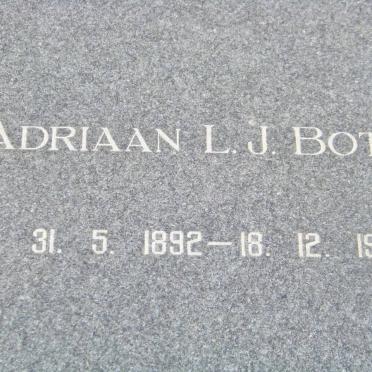 ADRIAAN L. J. BOT
31. 5. 1892 – 18. 12. 19